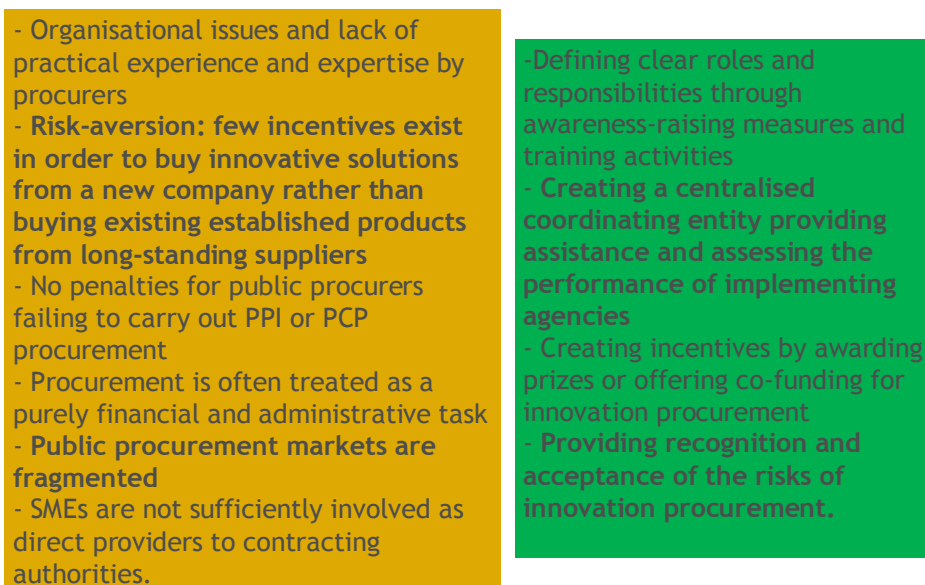 - Organisational issues and lack of
practical experience and expertise by
procurers
- Risk-aversion: few incentives exist
in order to buy innovative solutions
from a new company rather than
buying existing established products
from long-standing suppliers
- No penalties for public procurers
failing to carry out PPI or PCP
procurement
- Procurement is often treated as a
purely financial and administrative task
- Public procurement markets are
fragmented
- SMEs are not sufficiently involved as
direct providers to contracting
authorities.
-Defining clear roles and
responsibilities through
awareness-raising measures and
training activities
- Creating a centralised
coordinating entity providing
assistance and assessing the
performance of implementing
agencies
- Creating incentives by awarding
prizes or offering co-funding for
innovation procurement
- Providing recognition and
acceptance of the risks of
innovation procurement.